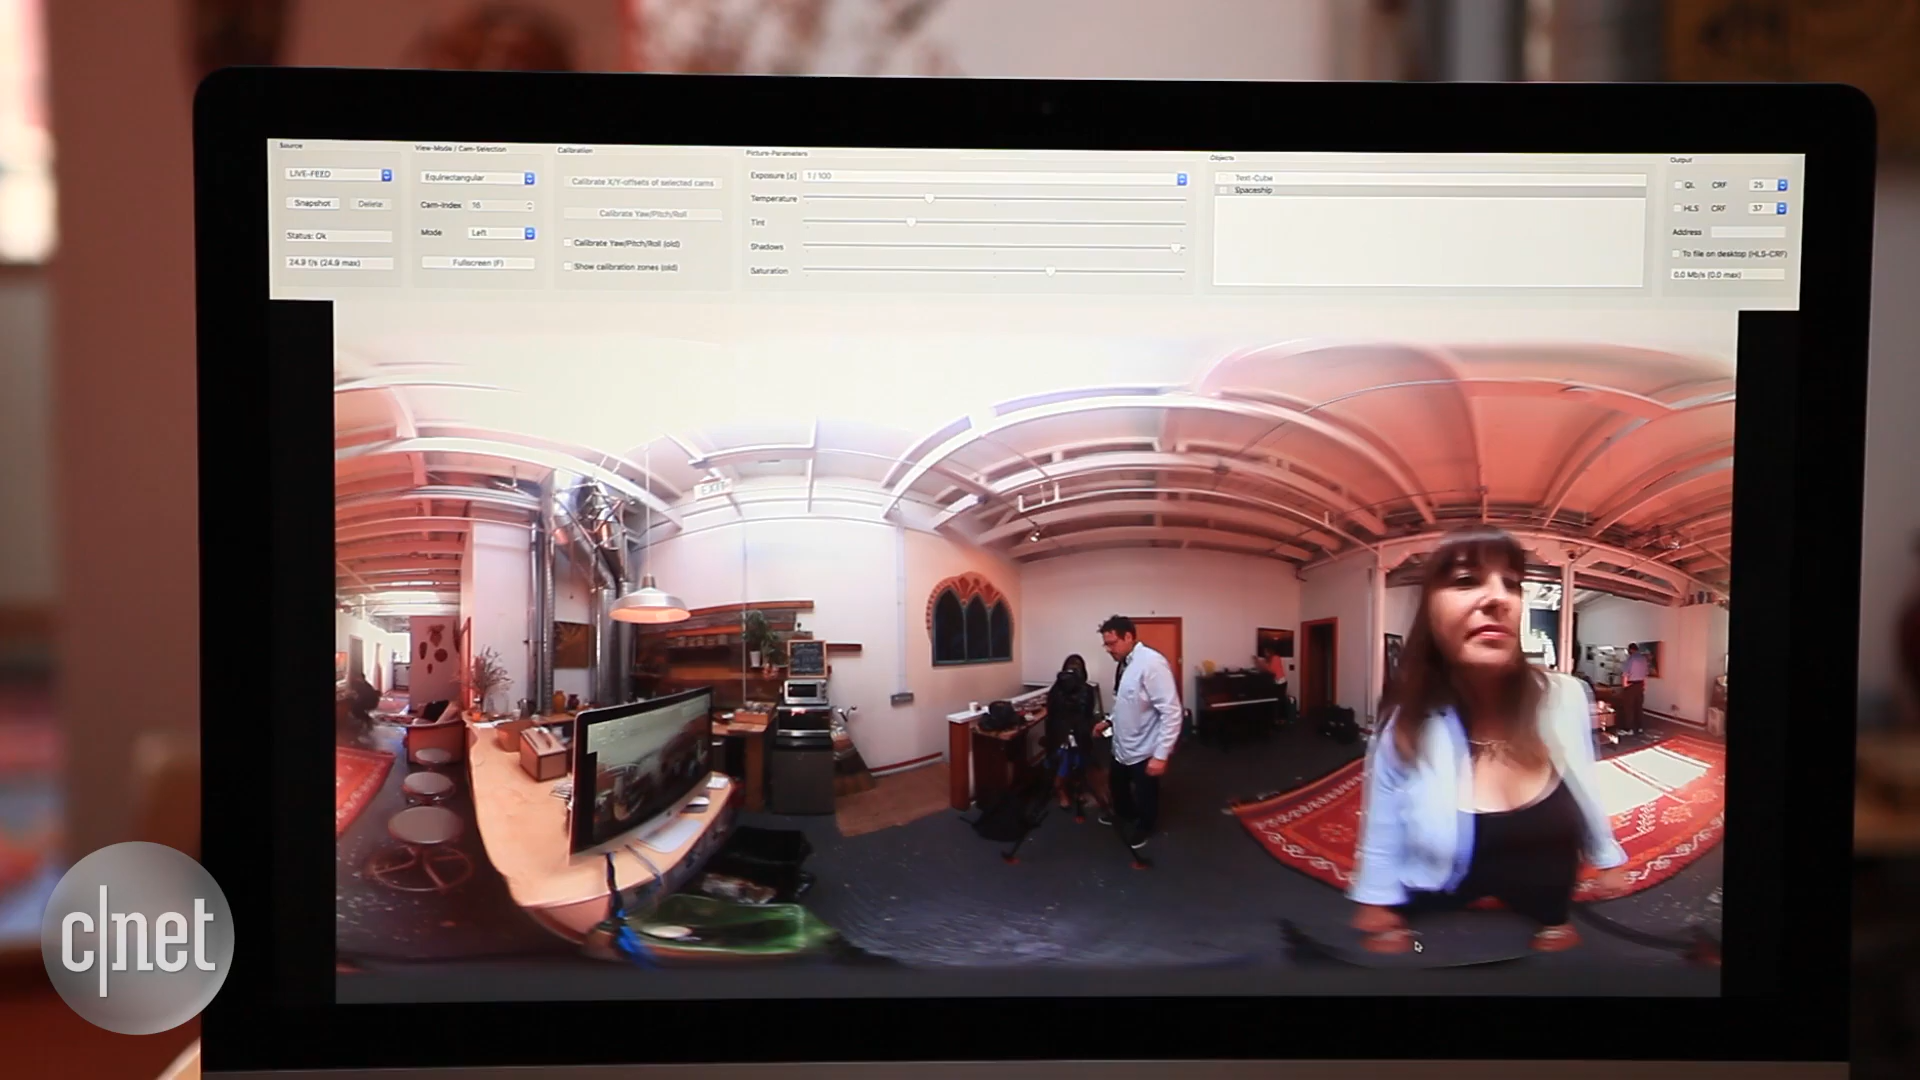 Source
LIVE-FEED
Snapshot
Delete
Status: Ok
24.9 f/s (24.9 max)
View-Mode / Cam-Selection
Equirectangular
Cam-Index
16
Mode
Left
Fullscreen (F)
Calibration
Calibrate X/Y-offsets of selected cams
Calibrate Yaw/Pitch/Roll
Calibrate Yaw/Pitch/Roll (old)
Show calibration zones (old)
Picture-Parameters
Exposure [s]
1 / 100
Temperature
Tint
Shadows
Saturation
Objects
Test-Cube
Spaceship
Output
QL CRF 25
HLS CRF 37
Address
To file on desktop (HLS-CRF)
0.0 Mb/s (0.0 max)
EXIT
c|net